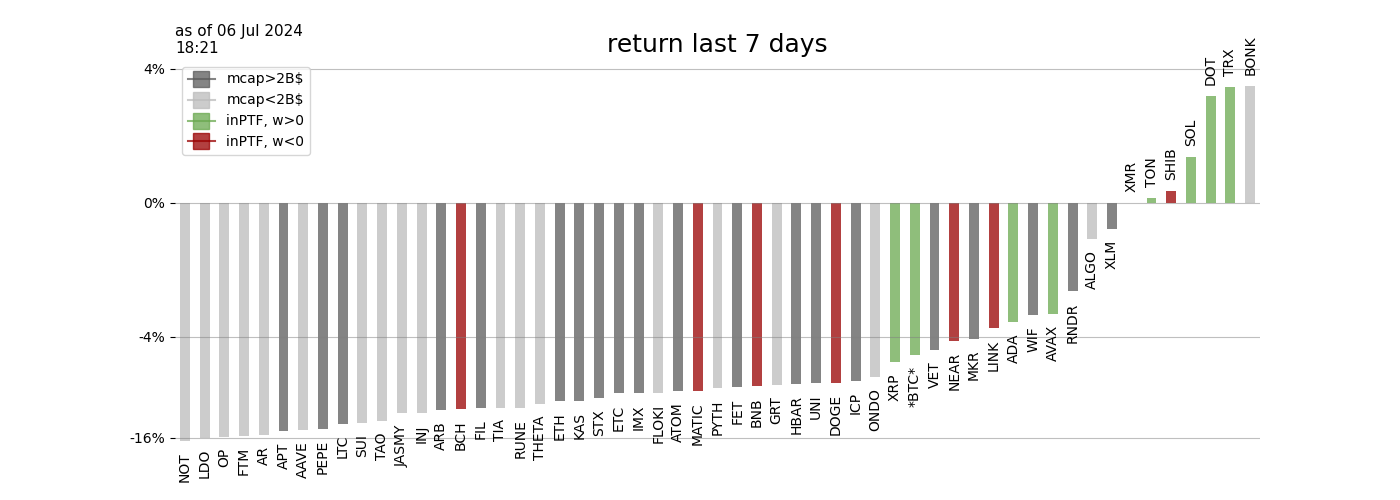 as of 06 Jul 2024
18:21
return last 7 days
mcap>2B$
mcap<2B$
inPTF, w>0
inPTF, w<0
4%
0%
-4%
-16%
NOT
LDO
OP
FTM
AR
APT
AAVE
PEPE
LTC
SUI
TAO
JASMY
INJ
ARB
BCH
FIL
TIA
RUNE
THETA
ETH
KAS
STX
ETC
IMX
FLOKI
ATOM
MATIC
PYTH
FET
BNB
GRT
HBAR
UNI
DOGE
ICP
ONDO
XRP
*BTC*
VET
NEAR
MKR
LINK
ADA
WIF
AVAX
RNDR
ALGO
XLM
XMR
TON
SHIB
SOL
DOT
TRX
BONK